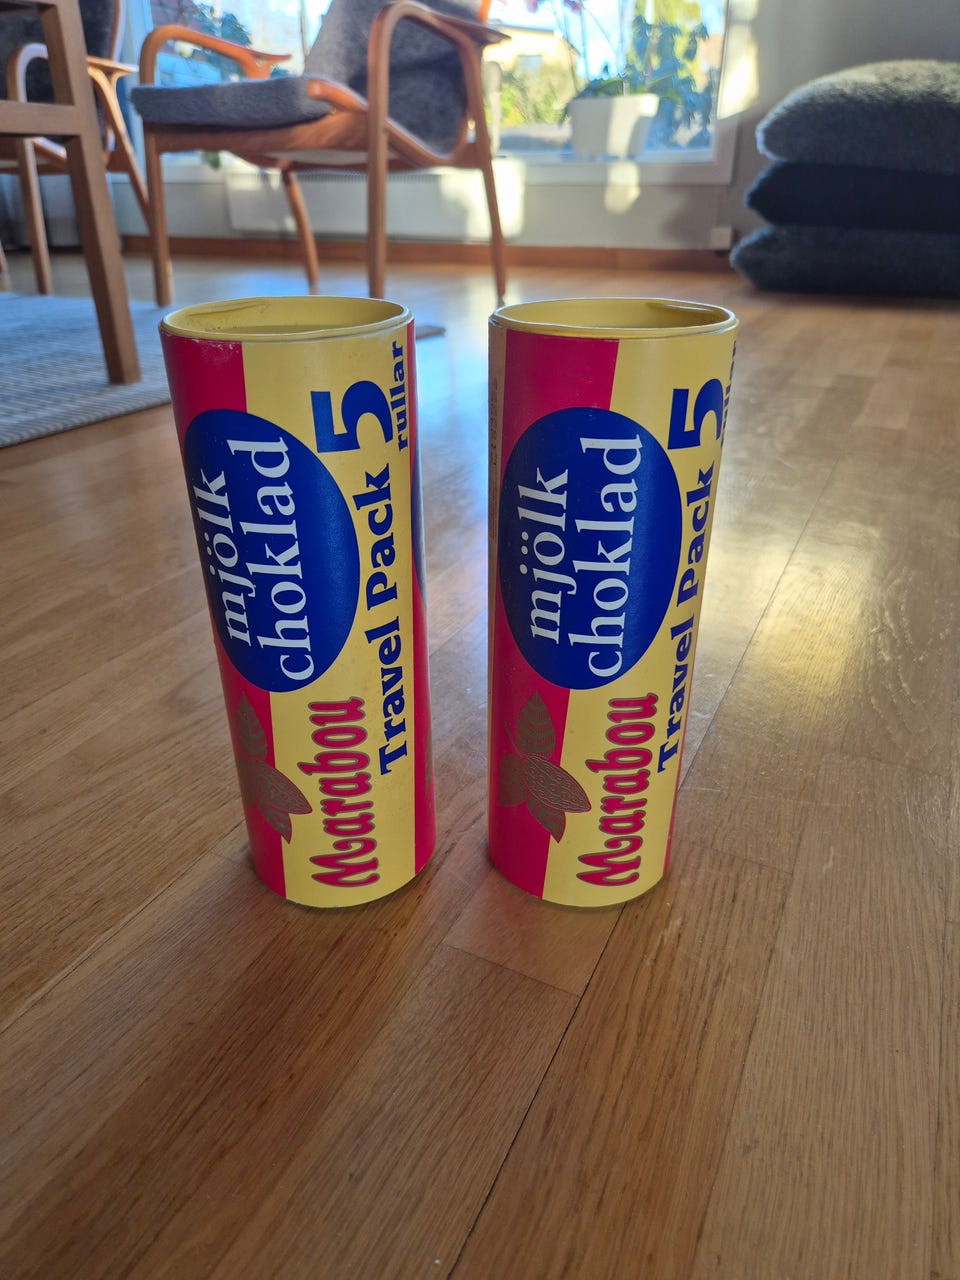 mjölk
choklad
Marabou
Travel Pack 5
rullar
mjölk
choklad
Marabou
Travel Pack 5